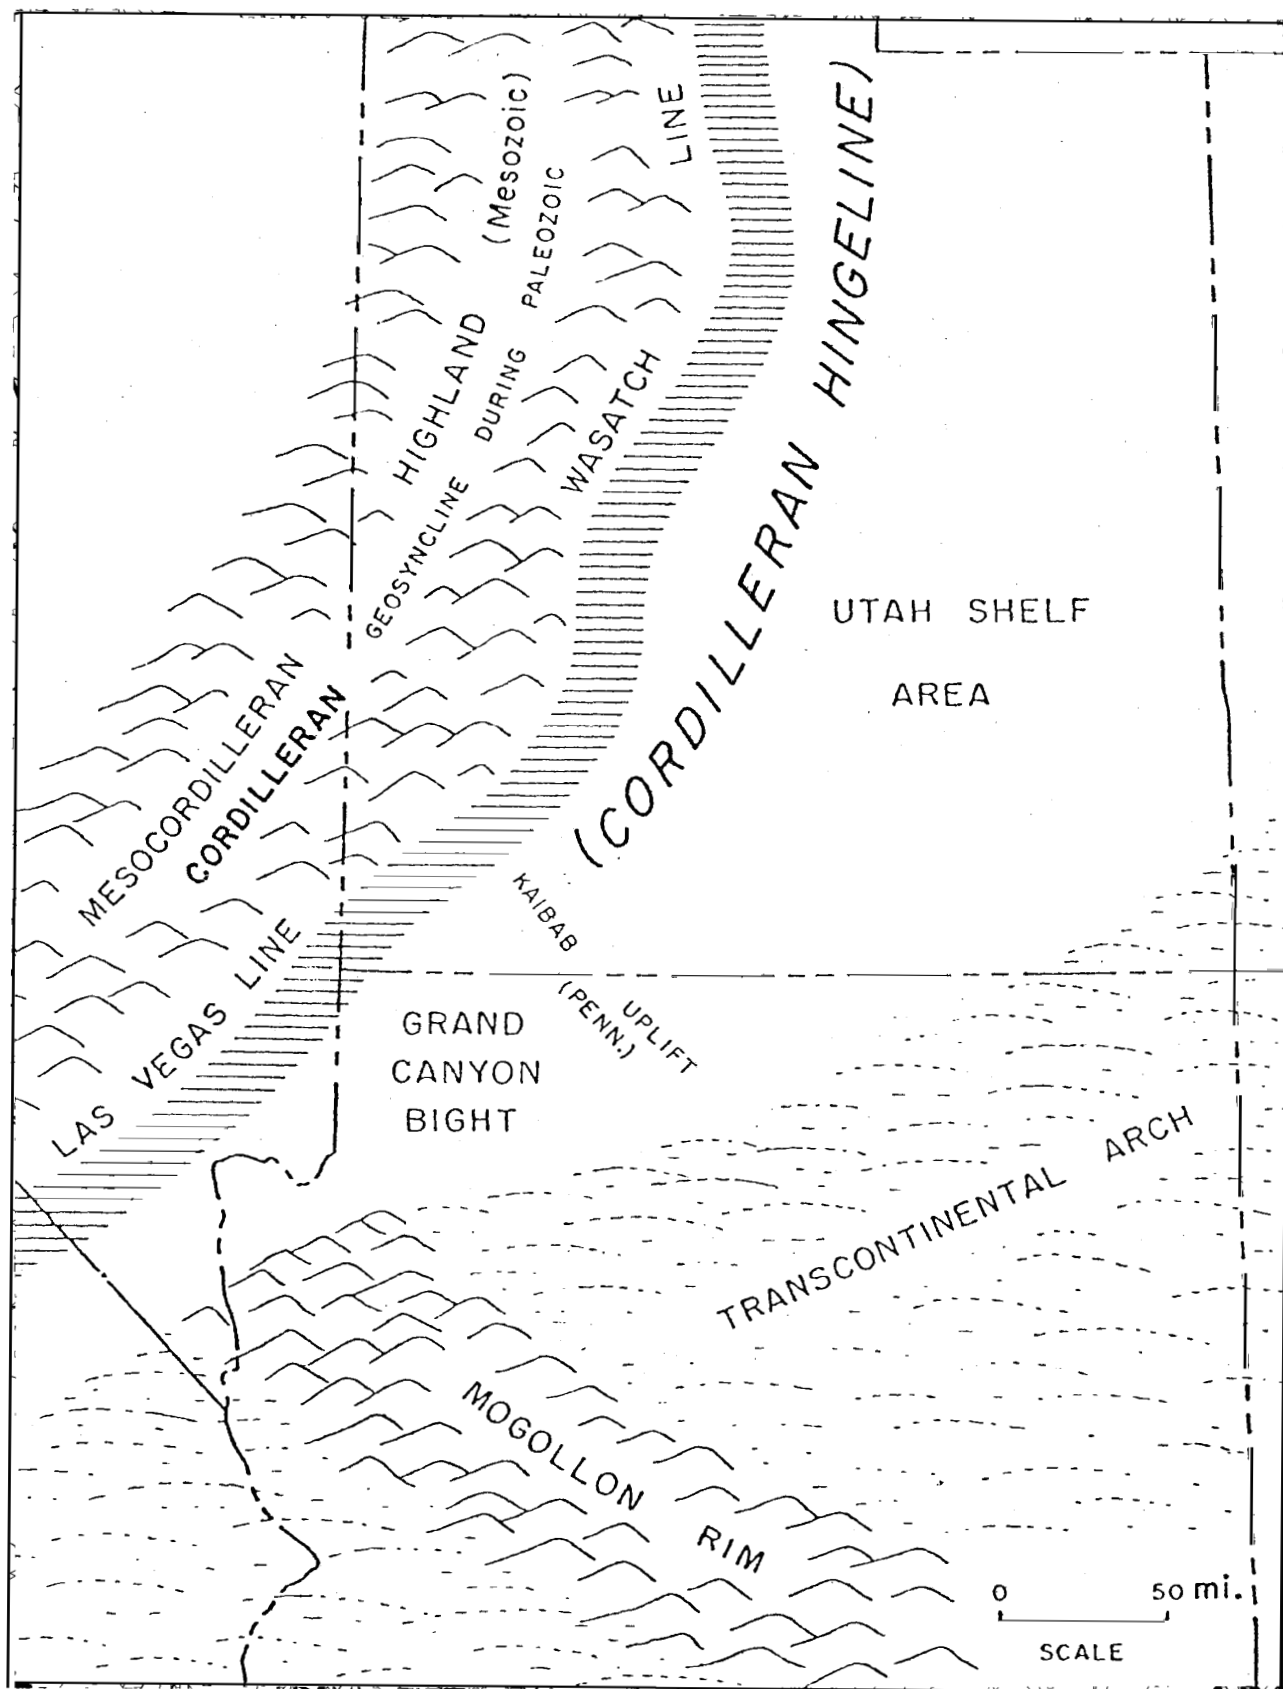 MESOCORDILLERAN HIGHLAND (Mesozoic)
CORDILLERAN GEOSYNCLINE DURING PALEOZOIC
LAS VEGAS LINE
WASATCH LINE
(CORDILLERAN HINGELINE)
UTAH SHELF
AREA
KAIBAB UPLIFT
(PENN.)
GRAND
CANYON
BIGHT
TRANSCONTINENTAL ARCH
MOGOLLON RIM
0 50 mi.
SCALE